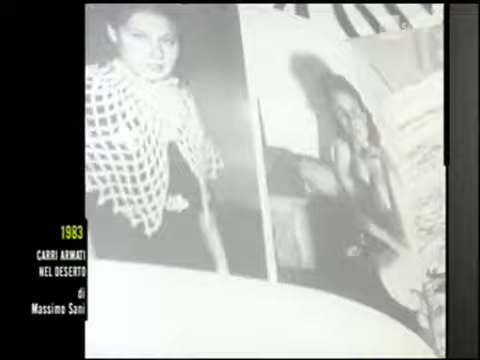 1983
CARRI ARMATI
NEL DESERTO
di
Massimo Sani